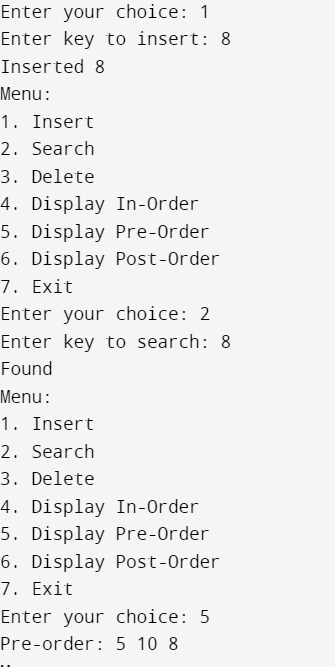 Enter your choice: 1
Enter key to insert: 8
Inserted 8
Menu:
1. Insert
2. Search
3. Delete
4. Display In-Order
5. Display Pre-Order
6. Display Post-Order
7. Exit
Enter your choice: 2
Enter key to search: 8
Found
Menu:
1. Insert
2. Search
3. Delete
4. Display In-Order
5. Display Pre-Order
6. Display Post-Order
7. Exit
Enter your choice: 5
Pre-order: 5 10 8